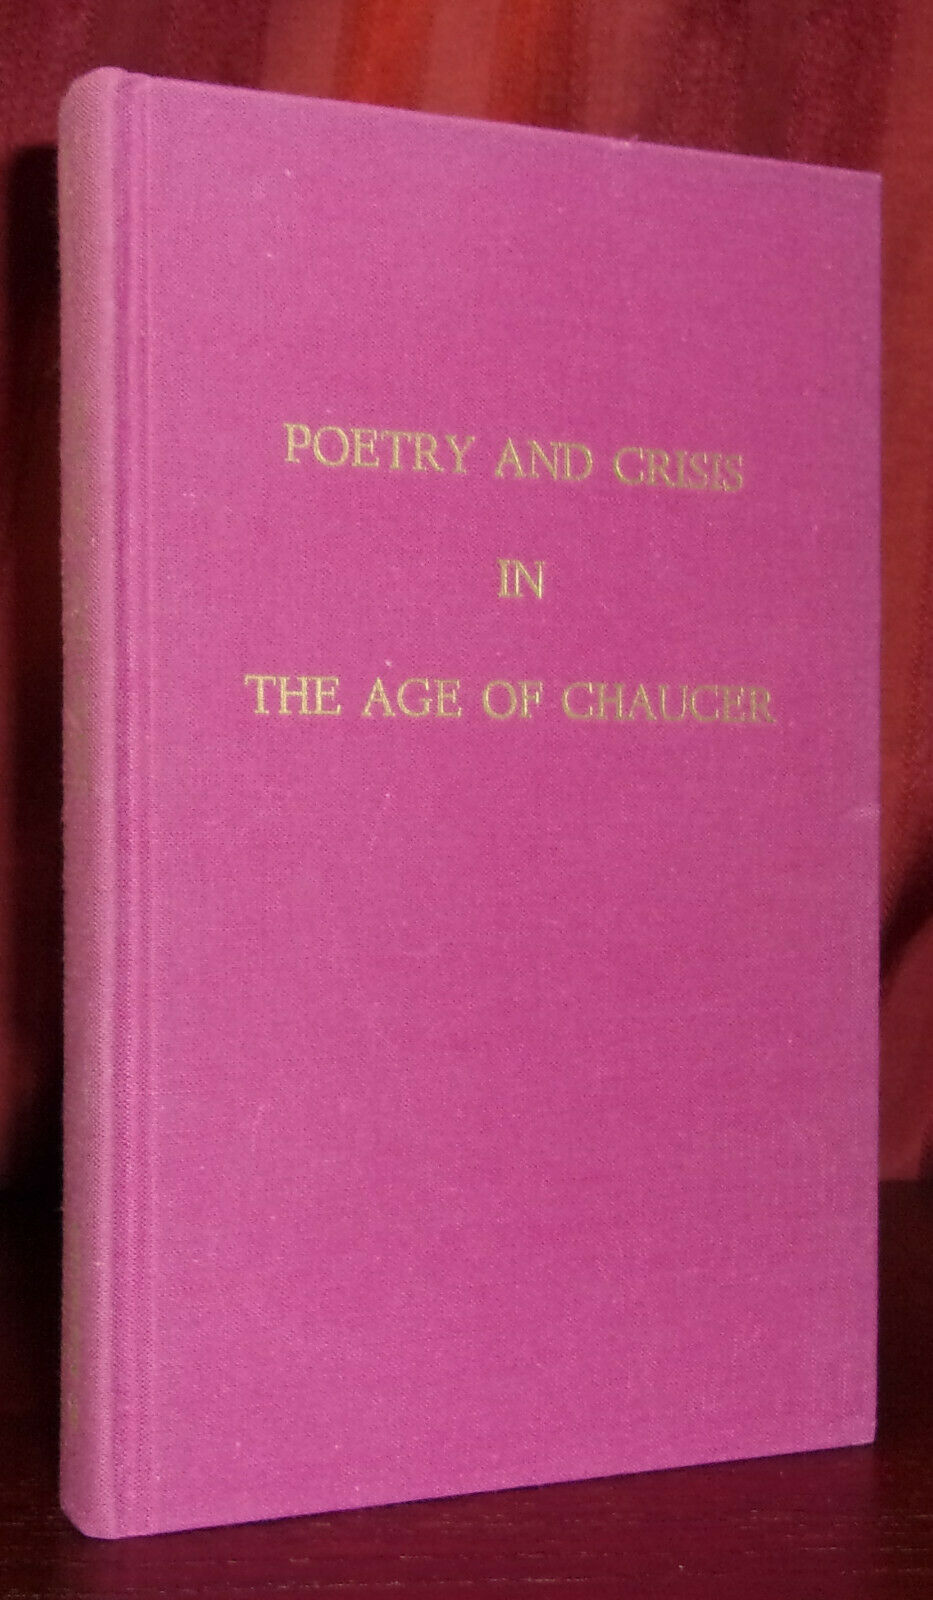 POETRY AND CRISIS
IN
THE AGE OF CHAUCER